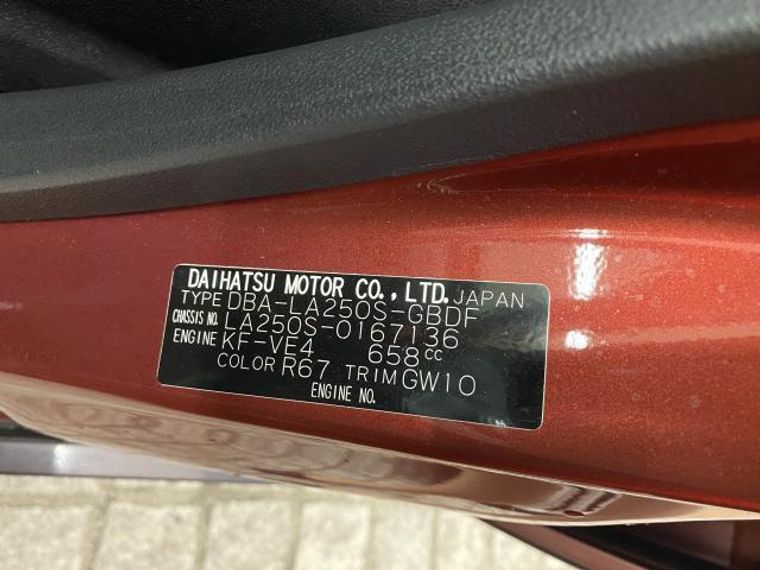 DAIHATSU MOTOR CO., LTD. JAPAN
TYPE DBA-LA250S-GBDF
CHASSIS NO. LA250S-0167136
ENGINE KF-VE4 658cc
COLOR R67 TRIM GW10
ENGINE NO.